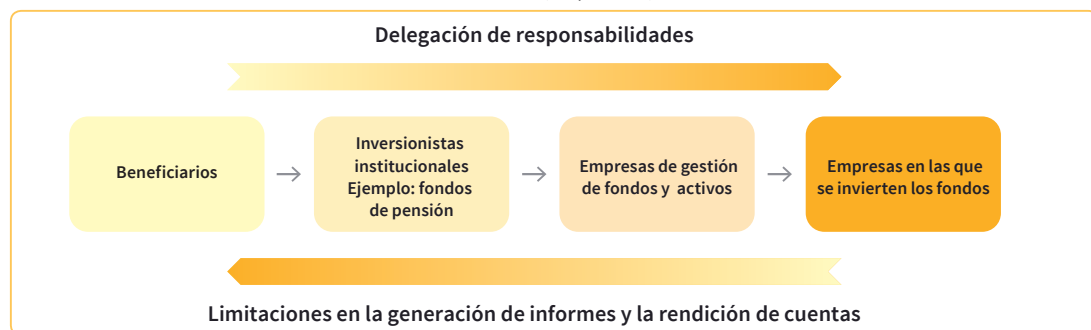 Delegación de responsabilidades
Beneficiarios
Inversionistas
institucionales
Ejemplo: fondos
de pensión
Empresas de gestión
de fondos y activos
Empresas en las que
se invierten los fondos
Limitaciones en la generación de informes y la rendición de cuentas